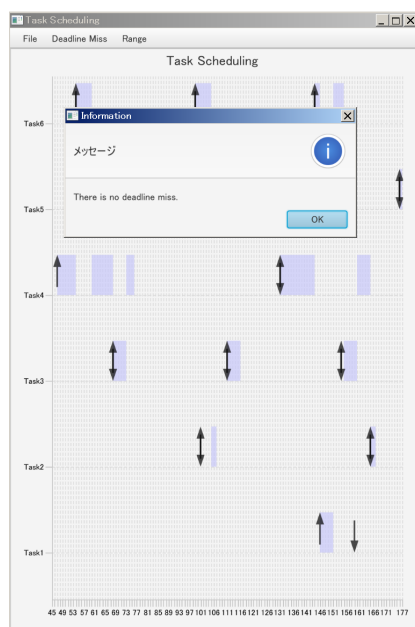 Task Scheduling
File Deadline Miss Range
Task Scheduling
Task6
Information
メッセージ
There is no deadline miss.
OK
Task5
Task4
Task3
Task2
Task1
45 49 53 57 61 65 69 73 77 81 85 89 93 97 101 106 111 116 121 126 131 136 141 146 151 156 161 166 171 177